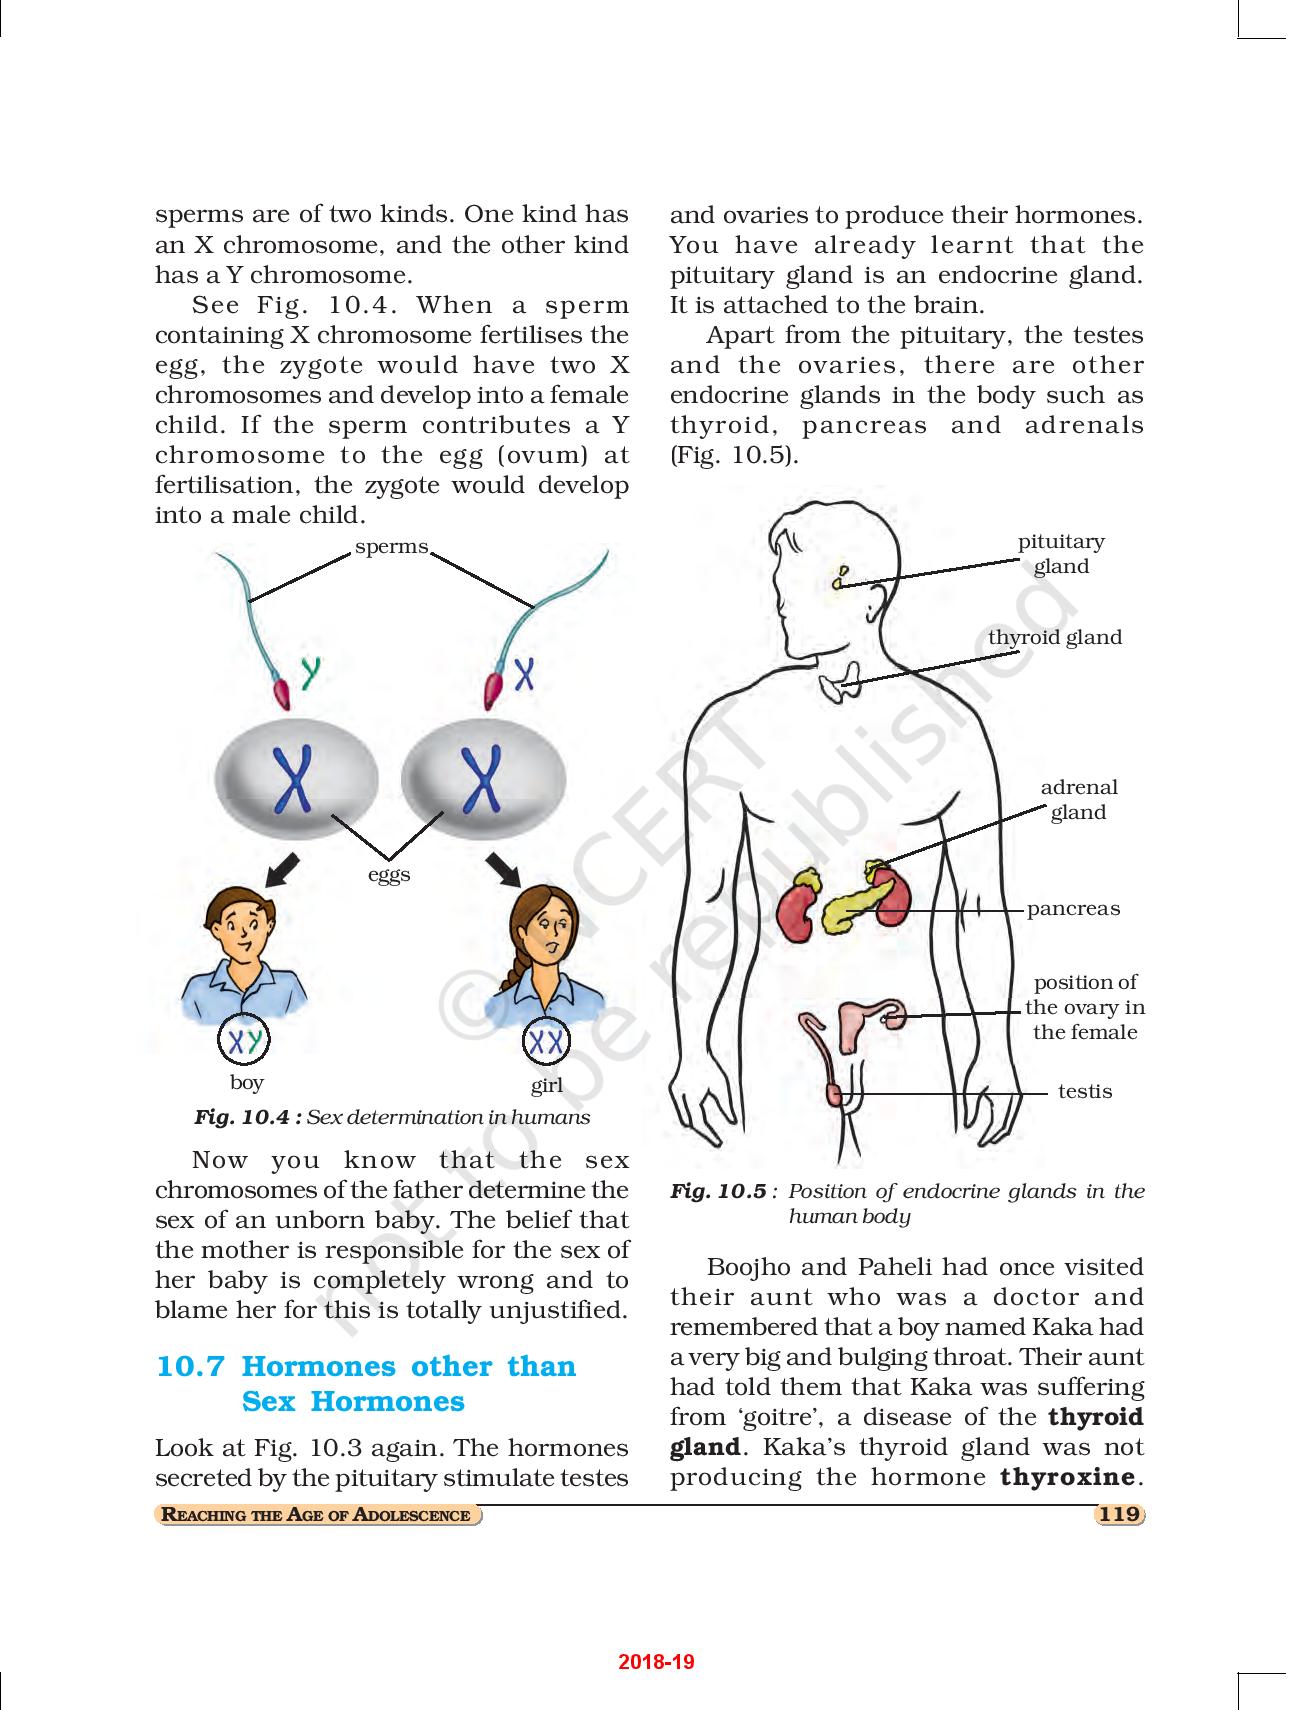 sperms are of two kinds. One kind has
an X chromosome, and the other kind
has a Y chromosome.
See Fig. 10.4. When a sperm
containing X chromosome fertilises the
egg, the zygote would have two X
chromosomes and develop into a female
child. If the sperm contributes a Y
chromosome to the egg (ovum) at
fertilisation, the zygote would develop
into a male child.
sperms
Y
X
X
X
eggs
XY
XX
boy
girl
Fig. 10.4 : Sex determination in humans
Now you know that the sex
chromosomes of the father determine the
sex of an unborn baby. The belief that
the mother is responsible for the sex of
her baby is completely wrong and to
blame her for this is totally unjustified.
10.7 Hormones other than
Sex Hormones
Look at Fig. 10.3 again. The hormones
secreted by the pituitary stimulate testes
and ovaries to produce their hormones.
You have already learnt that the
pituitary gland is an endocrine gland.
It is attached to the brain.
Apart from the pituitary, the testes
and the ovaries, there are other
endocrine glands in the body such as
thyroid, pancreas and adrenals
(Fig. 10.5).
pituitary
gland
thyroid gland
adrenal
gland
pancreas
position of
the ovary in
the female
testis
Fig. 10.5 : Position of endocrine glands in the
human body
Boojho and Paheli had once visited
their aunt who was a doctor and
remembered that a boy named Kaka had
a very big and bulging throat. Their aunt
had told them that Kaka was suffering
from ‘goitre’, a disease of the thyroid
gland. Kaka’s thyroid gland was not
producing the hormone thyroxine.
© NCERT
not to be republished
REACHING THE AGE OF ADOLESCENCE
119
2018-19